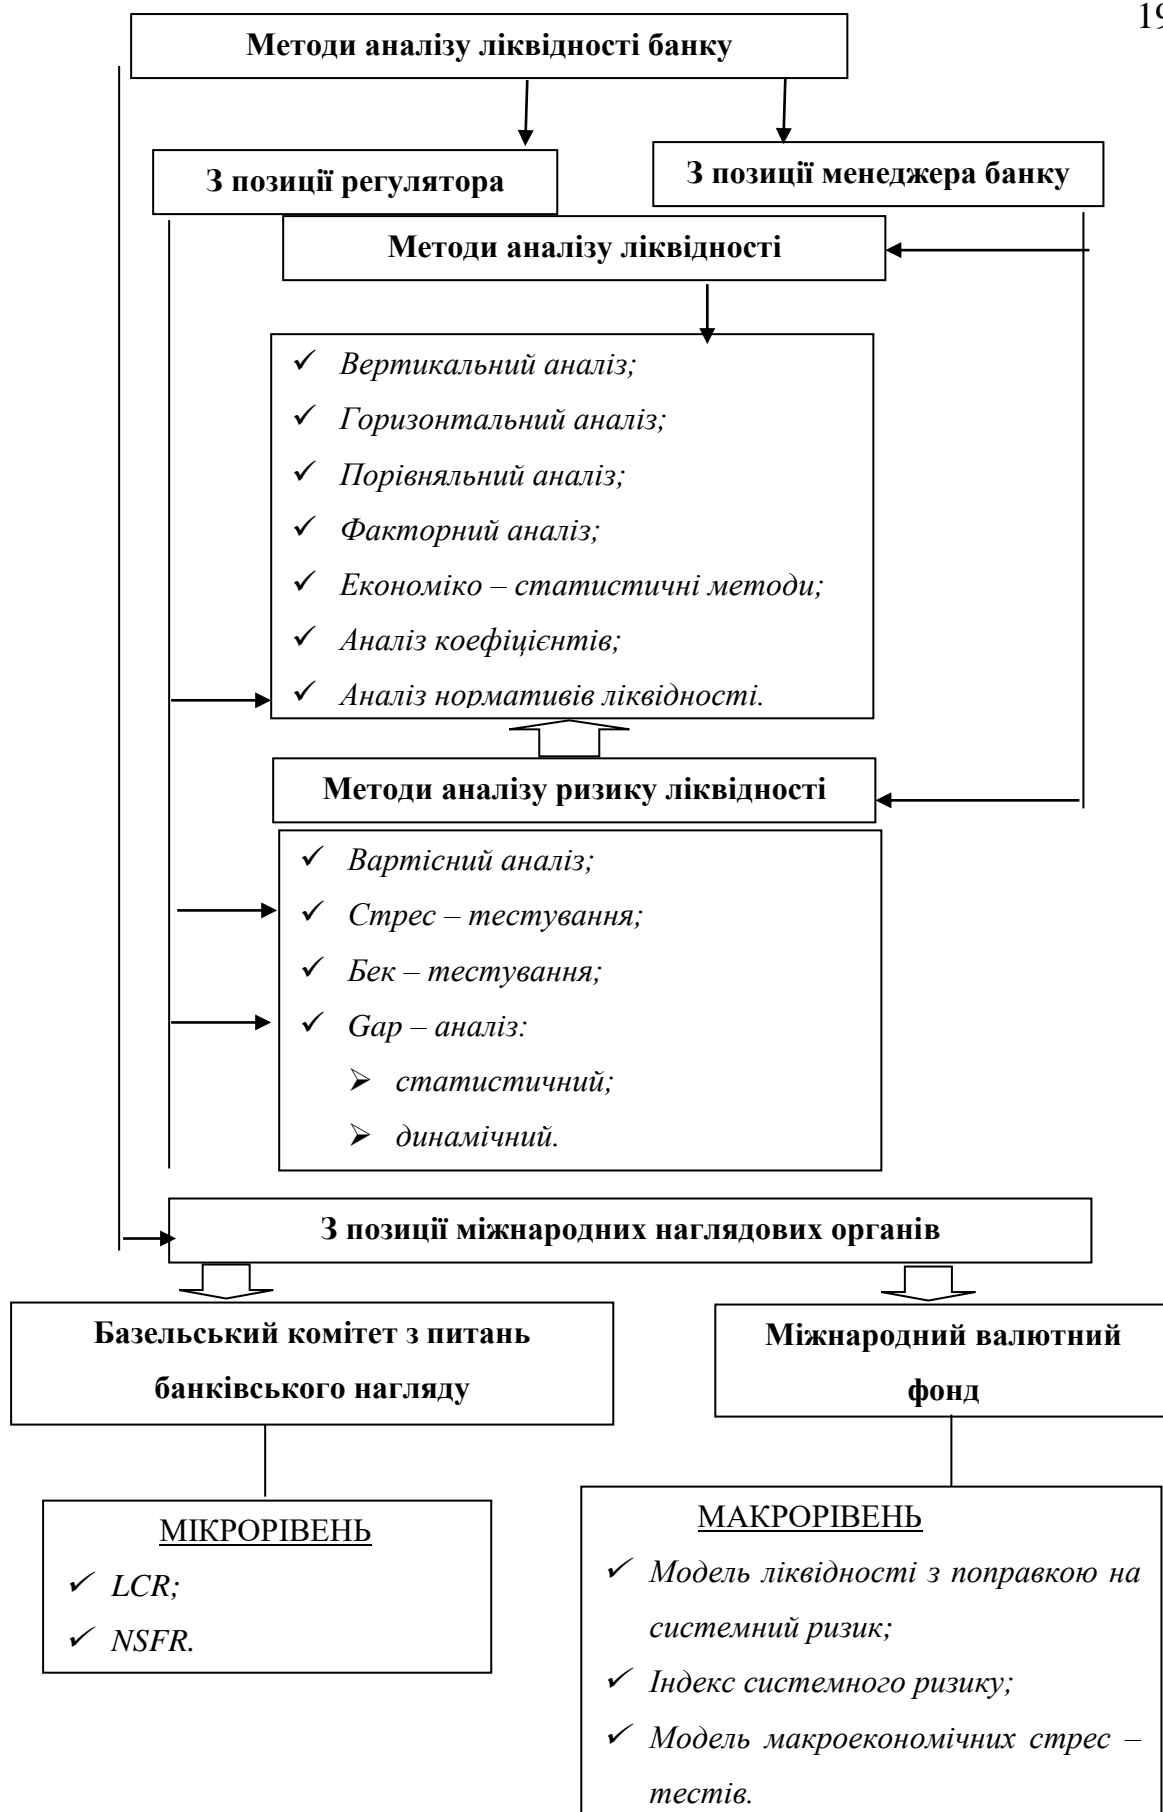 19
Методи аналізу ліквідності банку
З позиції регулятора
З позиції менеджера банку
Методи аналізу ліквідності
✓ Вертикальний аналіз;
✓ Горизонтальний аналіз;
✓ Порівняльний аналіз;
✓ Факторний аналіз;
✓ Економіко – статистичні методи;
✓ Аналіз коефіцієнтів;
✓ Аналіз нормативів ліквідності.
Методи аналізу ризику ліквідності
✓ Вартісний аналіз;
✓ Стрес – тестування;
✓ Бек – тестування;
✓ Gap – аналіз:
➢ статистичний;
➢ динамічний.
З позиції міжнародних наглядових органів
Базельський комітет з питань
банківського нагляду
Міжнародний валютний
фонд
МІКРОРІВЕНЬ
✓ LCR;
✓ NSFR.
МАКРОРІВЕНЬ
✓ Модель ліквідності з поправкою на
системний ризик;
✓ Індекс системного ризику;
✓ Модель макроекономічних стрес –
тестів.